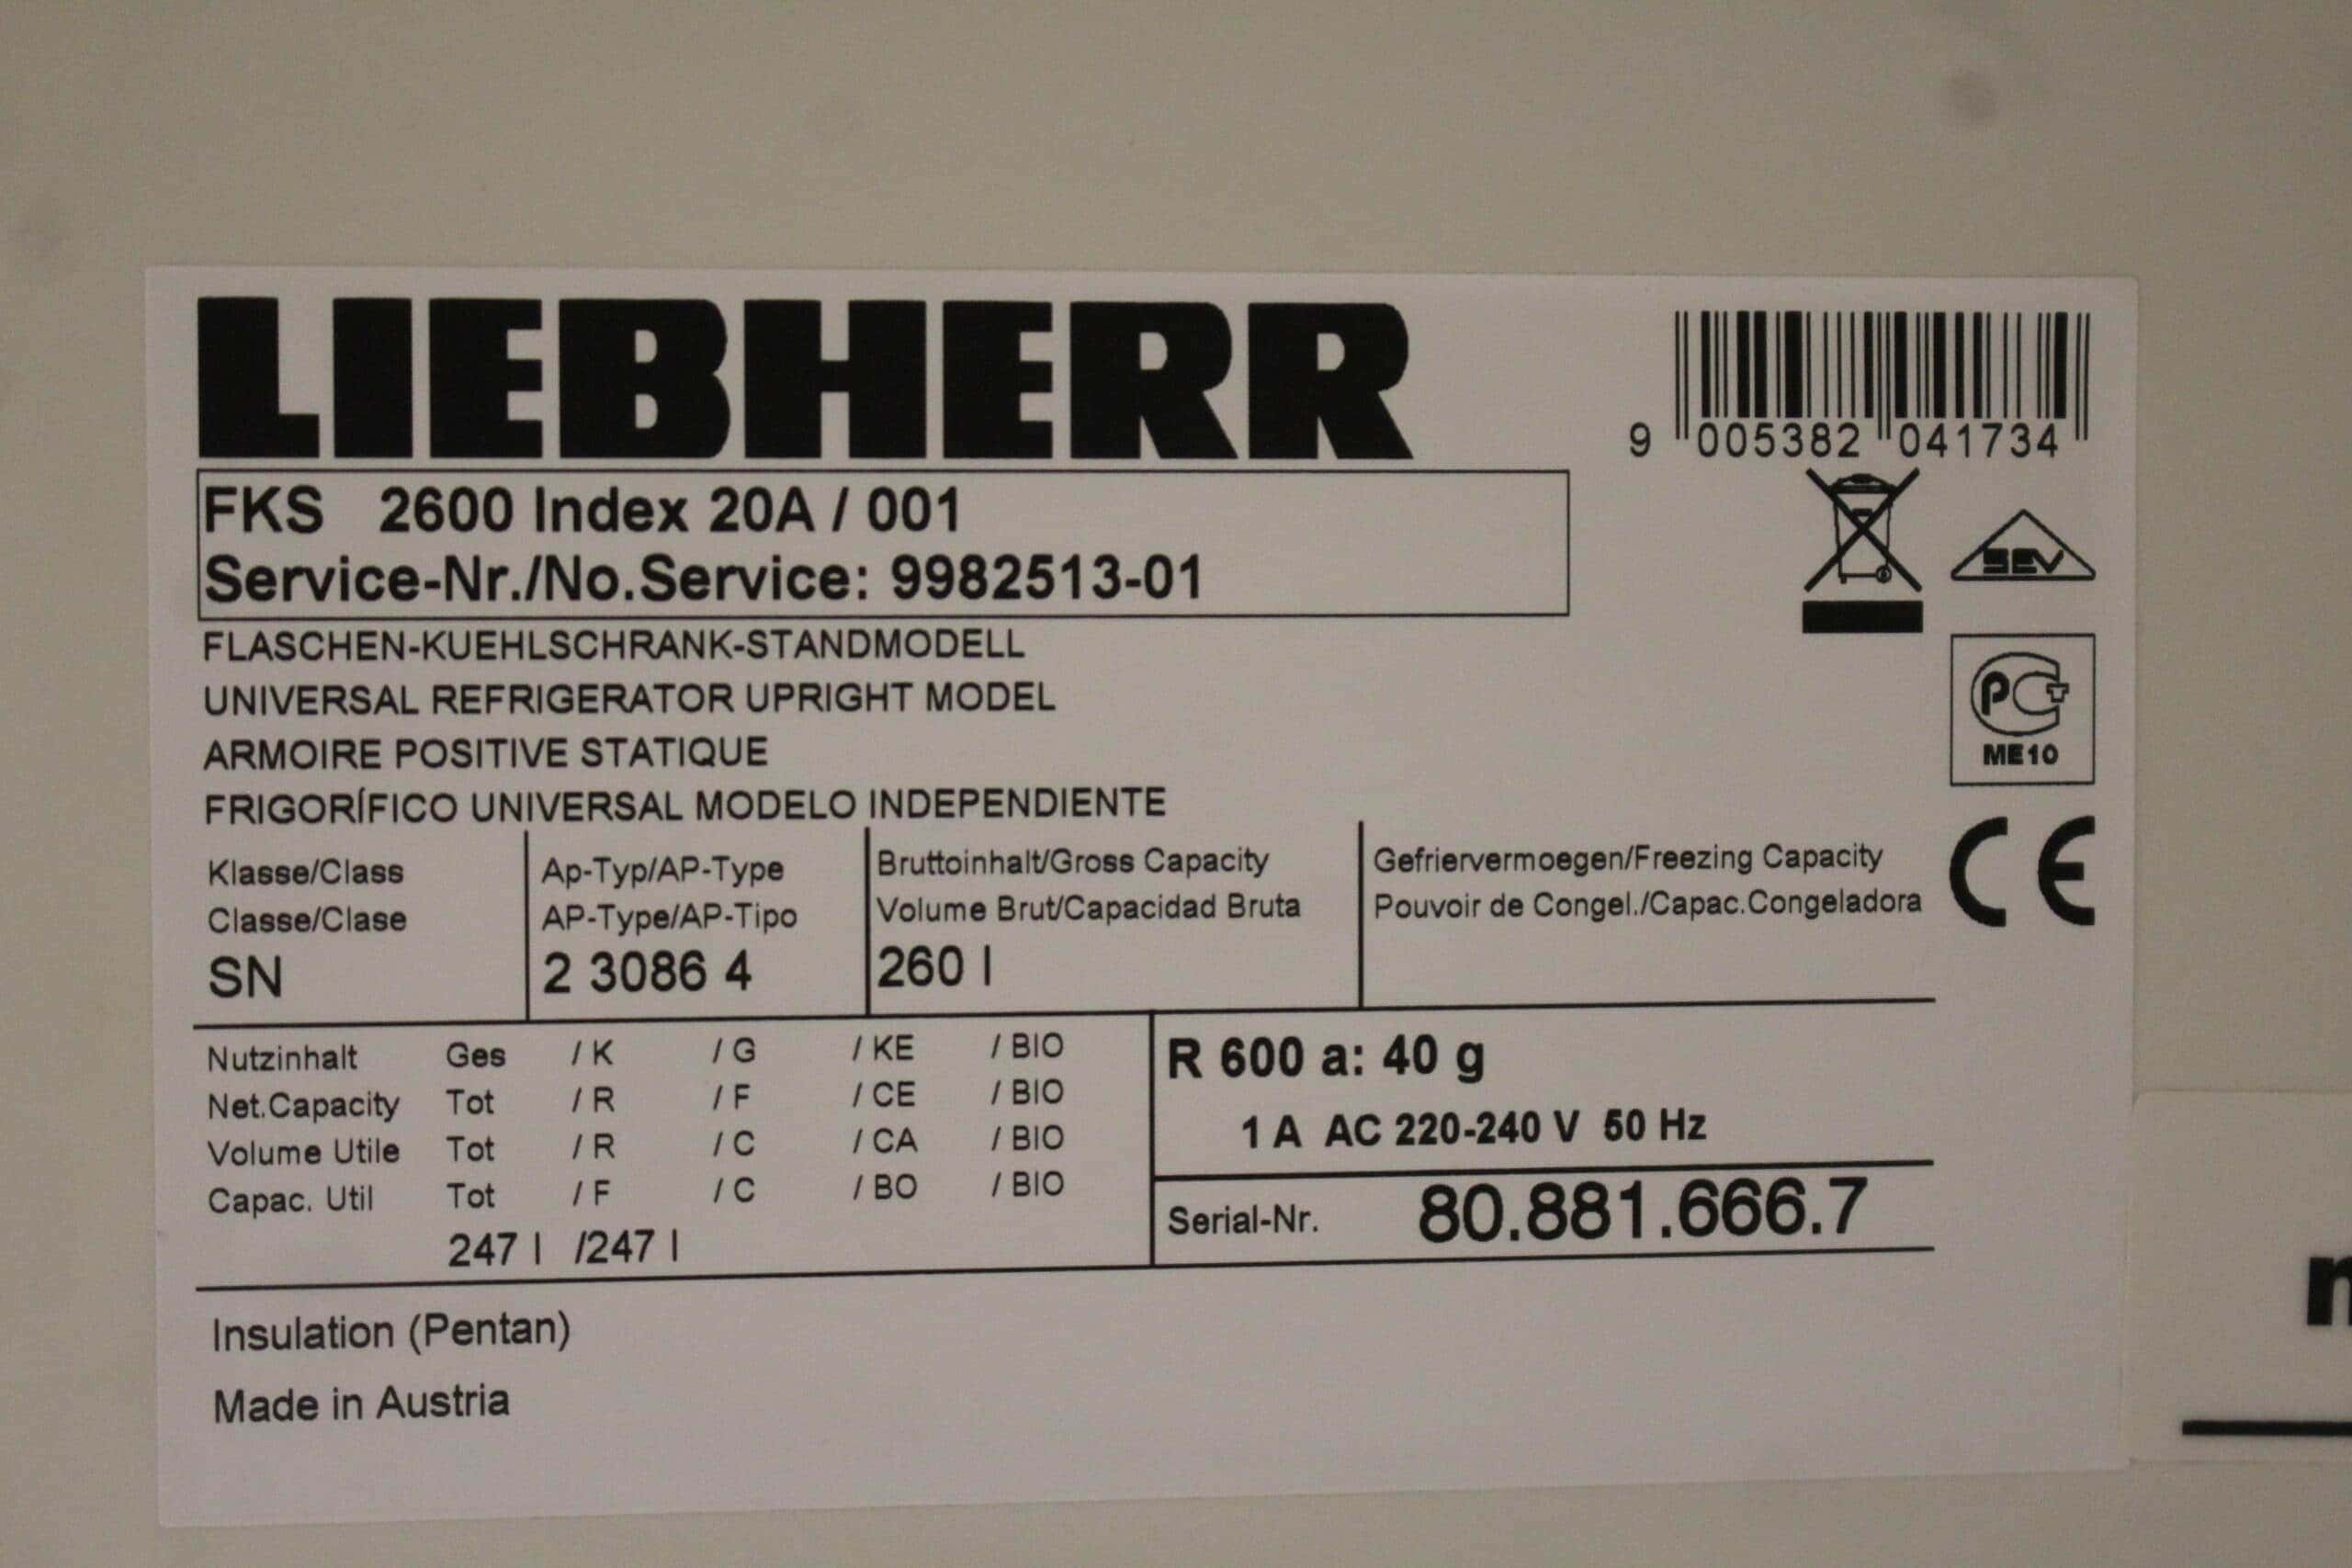 LIEBHERR
9 005382 041734
FKS 2600 Index 20A / 001
Service-Nr./No.Service: 9982513-01
SEV
FLASCHEN-KUEHLSCHRANK-STANDMODELL
UNIVERSAL REFRIGERATOR UPRIGHT MODEL
ARMOIRE POSITIVE STATIQUE
FRIGORÍFICO UNIVERSAL MODELO INDEPENDIENTE
PCT
ME10
CE
Klasse/Class
Classe/Clase
SN
Ap-Typ/AP-Type
AP-Type/AP-Tipo
2 3086 4
Bruttoinhalt/Gross Capacity
Volume Brut/Capacidad Bruta
260 l
Gefriervermoegen/Freezing Capacity
Pouvoir de Congel./Capac.Congeladora
Nutzinhalt Ges / K / G / KE / BIO
Net.Capacity Tot / R / F / CE / BIO
Volume Utile Tot / R / C / CA / BIO
Capac. Util Tot / F / C / BO / BIO
247 l /247 l
R 600 a: 40 g
1 A AC 220-240 V 50 Hz
Serial-Nr. 80.881.666.7
Insulation (Pentan)
Made in Austria